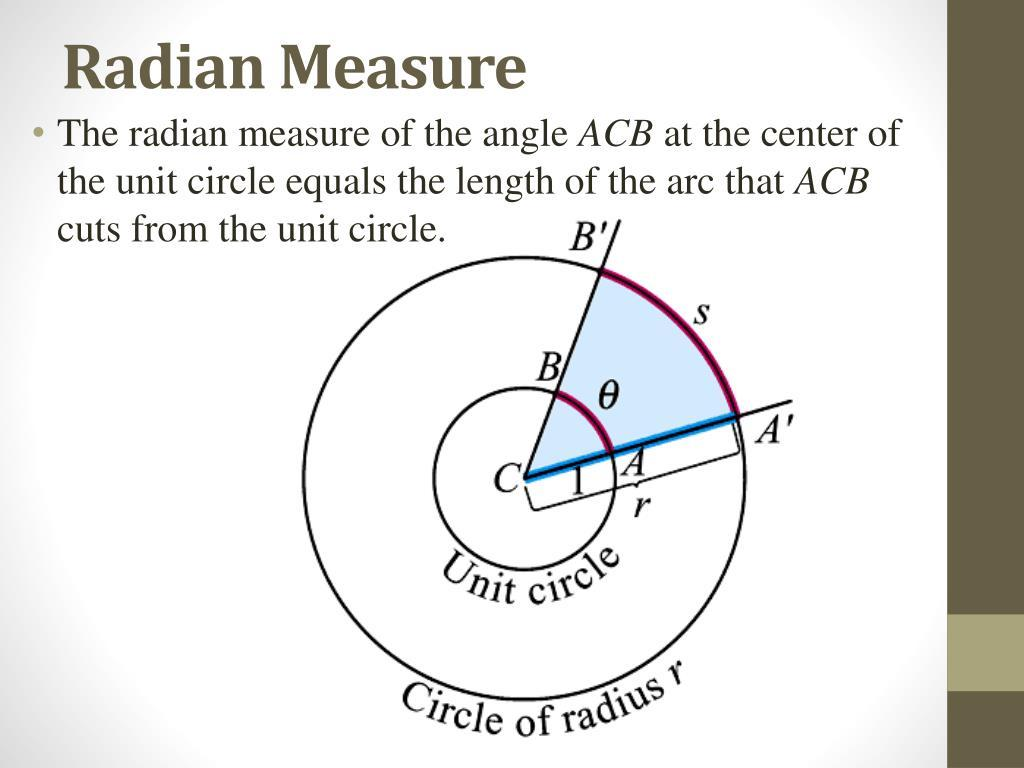 Radian Measure
• The radian measure of the angle ACB at the center of
the unit circle equals the length of the arc that ACB
cuts from the unit circle.
B'
s
B
θ
A'
C
1
A
r
Unit circle
Circle of radius r